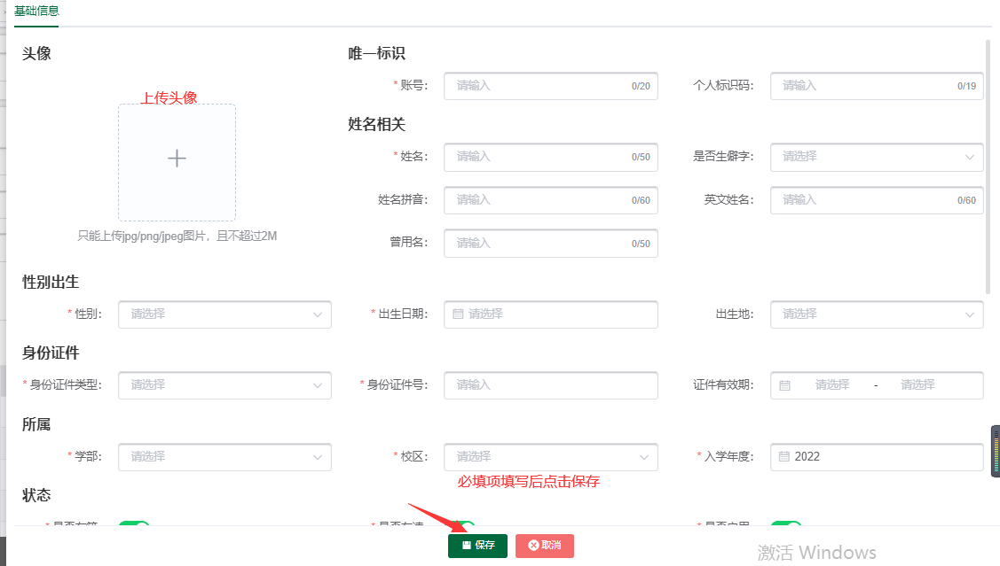 基础信息
头像
唯一标识
*账号: 请输入 0/20 个人标识码: 请输入 0/19
上传头像
姓名相关
*姓名: 请输入 0/50 是否生僻字: 请选择
姓名拼音: 请输入 0/60 英文姓名: 请输入 0/60
只能上传jpg/png/jpeg图片，且不超过2M
曾用名: 请输入 0/50
性别出生
*性别: 请选择 *出生日期: 请选择 出生地: 请选择
身份证件
*身份证件类型: 请选择 *身份证件号: 请输入 证件有效期: 请选择 - 请选择
所属
*学部: 请选择 *校区: 请选择 *入学年度: 2022
必填项填写后点击保存
状态
保存 取消
激活 Windows